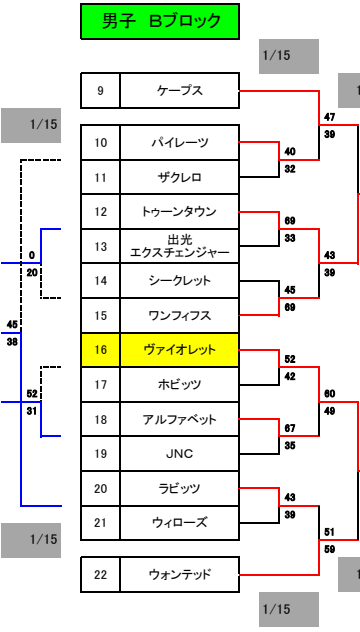 男子 Bブロック
1/15
9 ケープス
1
1/15
47
39
10 パイレーツ
40
32
11 ザクレロ
12 トゥーンタウン
69
33
0
20
13 出光
エクスチェンジャー
43
39
14 シークレット
45
69
15 ワンフィフス
45
38
16 ヴァイオレット
52
42
17 ホビッツ
52
31
60
49
18 アルファベット
67
35
19 JNC
20 ラビッツ
43
39
21 ウィローズ
1/15
51
59
22 ウォンテッド
1
1/15